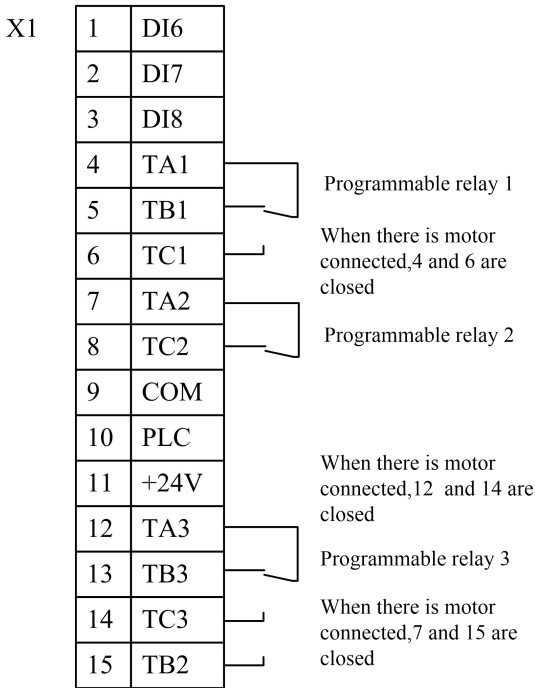 X1
1 DI6
2 DI7
3 DI8
4 TA1
5 TB1
6 TC1
7 TA2
8 TC2
9 COM
10 PLC
11 +24V
12 TA3
13 TB3
14 TC3
15 TB2
Programmable relay 1
When there is motor
connected,4 and 6 are
closed
Programmable relay 2
When there is motor
connected,12 and 14 are
closed
Programmable relay 3
When there is motor
connected,7 and 15 are
closed